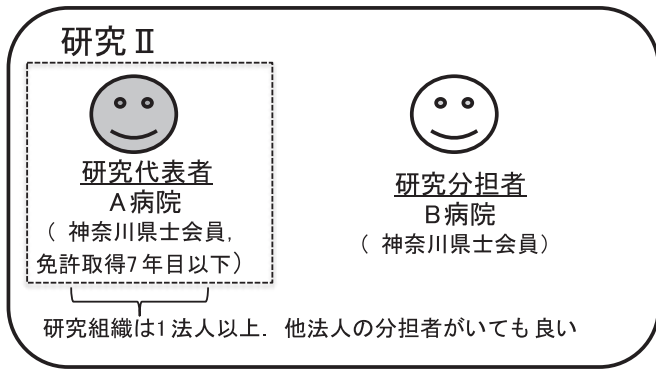 研究Ⅱ
研究代表者
A病院
（ 神奈川県士会員，
免許取得7年目以下）
研究分担者
B病院
（ 神奈川県士会員）
研究組織は1法人以上．他法人の分担者がいても良い